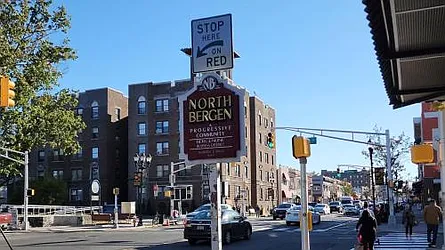 STOP
HERE
ON
RED
NORTH
BERGEN
A
PROGRESSIVE
COMMUNITY